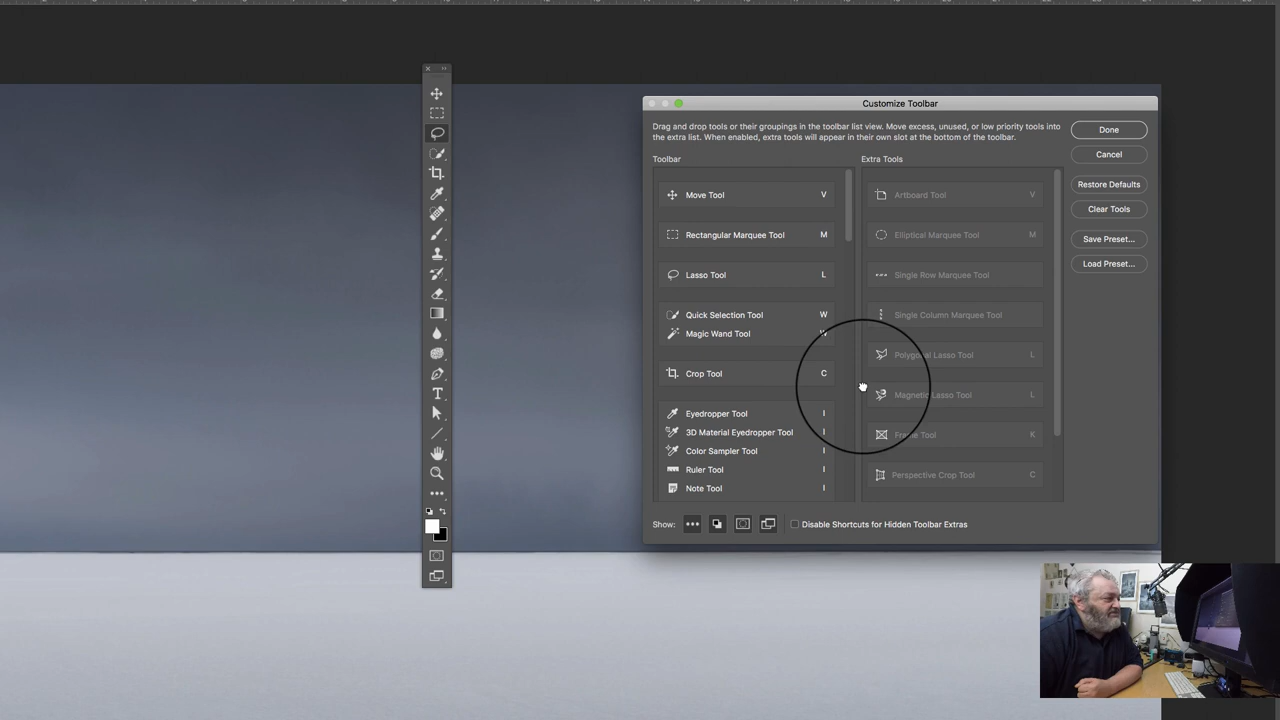 Customize Toolbar
Drag and drop tools or their groupings in the toolbar list view. Move excess, unused, or low priority tools into
the extra list. When enabled, extra tools will appear in their own slot at the bottom of the toolbar.
Done
Cancel
Restore Defaults
Clear Tools
Save Preset...
Load Preset...
Toolbar
Move Tool V
Rectangular Marquee Tool M
Lasso Tool L
Quick Selection Tool W
Magic Wand Tool W
Crop Tool C
Eyedropper Tool I
3D Material Eyedropper Tool I
Color Sampler Tool I
Ruler Tool I
Note Tool I
Extra Tools
Artboard Tool V
Elliptical Marquee Tool M
Single Row Marquee Tool
Single Column Marquee Tool
Polygonal Lasso Tool L
Magnetic Lasso Tool L
Frame Tool K
Perspective Crop Tool C
Show:
Disable Shortcuts for Hidden Toolbar Extras